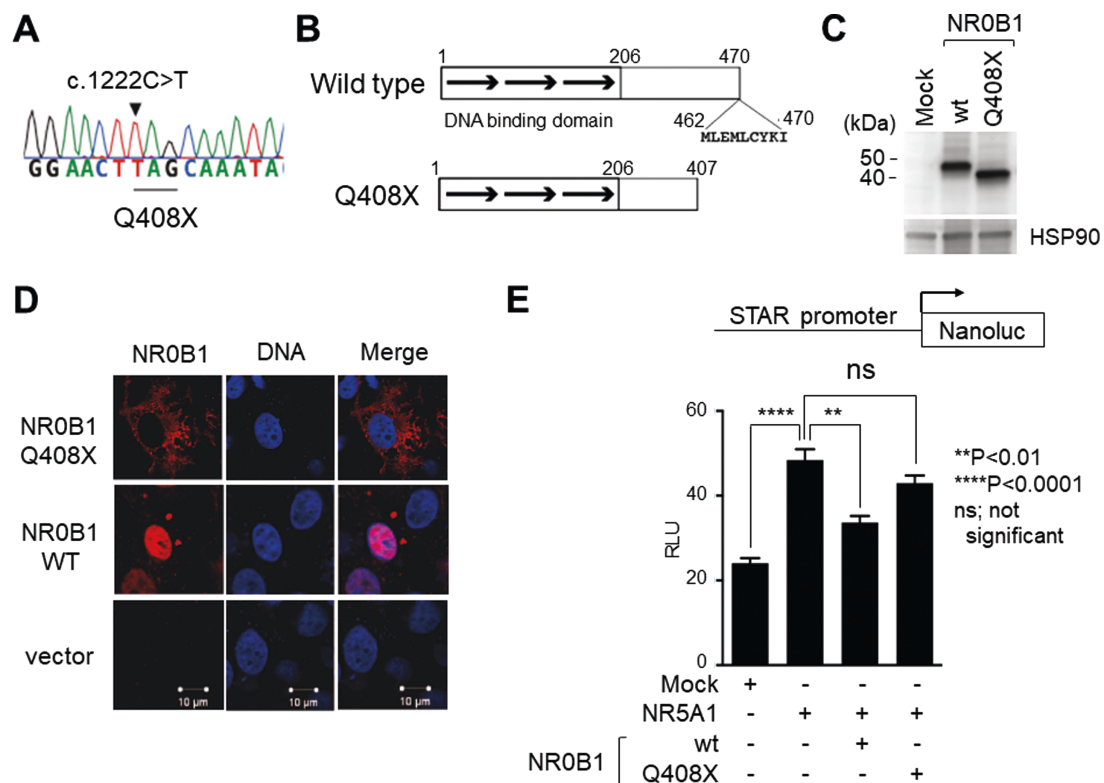 A
c.1222C>T
GGAACTTAGCAAATA
Q408X
B
1 206 470
Wild type
DNA binding domain
462 470
MLEMLCYKI
1 206 407
Q408X
C
NR0B1
Mock wt Q408X
(kDa)
50
40
HSP90
D
NR0B1 DNA Merge
NR0B1
Q408X
NR0B1
WT
vector
10 µm 10 µm 10 µm
E
STAR promoter Nanoluc
ns
**** **
60
40
20
0
RLU
**P<0.01
****P<0.0001
ns; not
significant
Mock + - - -
NR5A1 - + + +
NR0B1 wt - - + -
Q408X - - - +